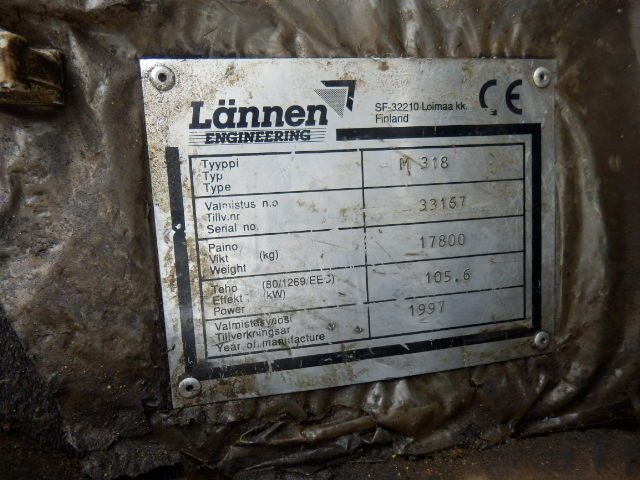 Lännen
ENGINEERING
SF-32210 Loimaa kk.
Finland
CE
Tyyppi
Typ
Type
M 318
Valmistus n:o
Tillv.nr
Serial no.
33157
Paino
Vikt (kg)
Weight
17800
Teho (80/1269/EEC)
Effekt (kW)
Power
105.6
Valmistusvuosi
Tillverkningsår
Year of manufacture
1997